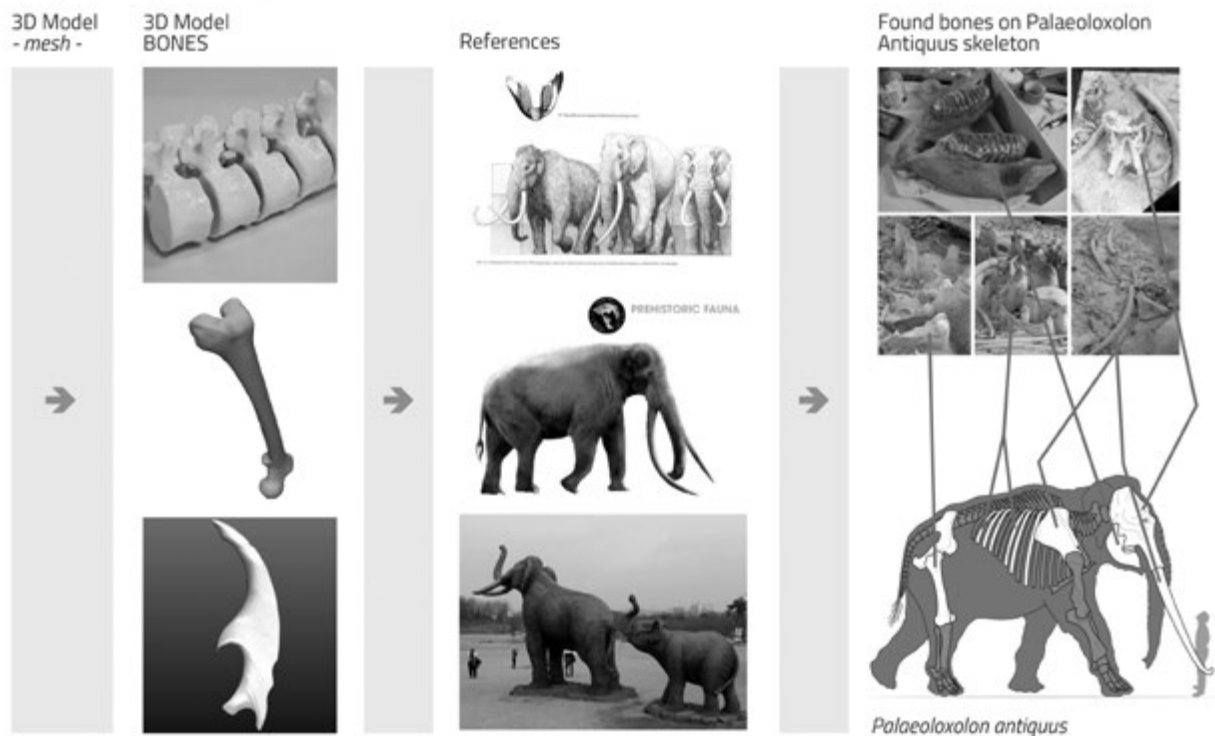 3D Model
- mesh -
3D Model
BONES
References
PREHISTORIC FAUNA
Found bones on Palaeoloxolon
Antiquus skeleton
Palaeoloxolon antiquus